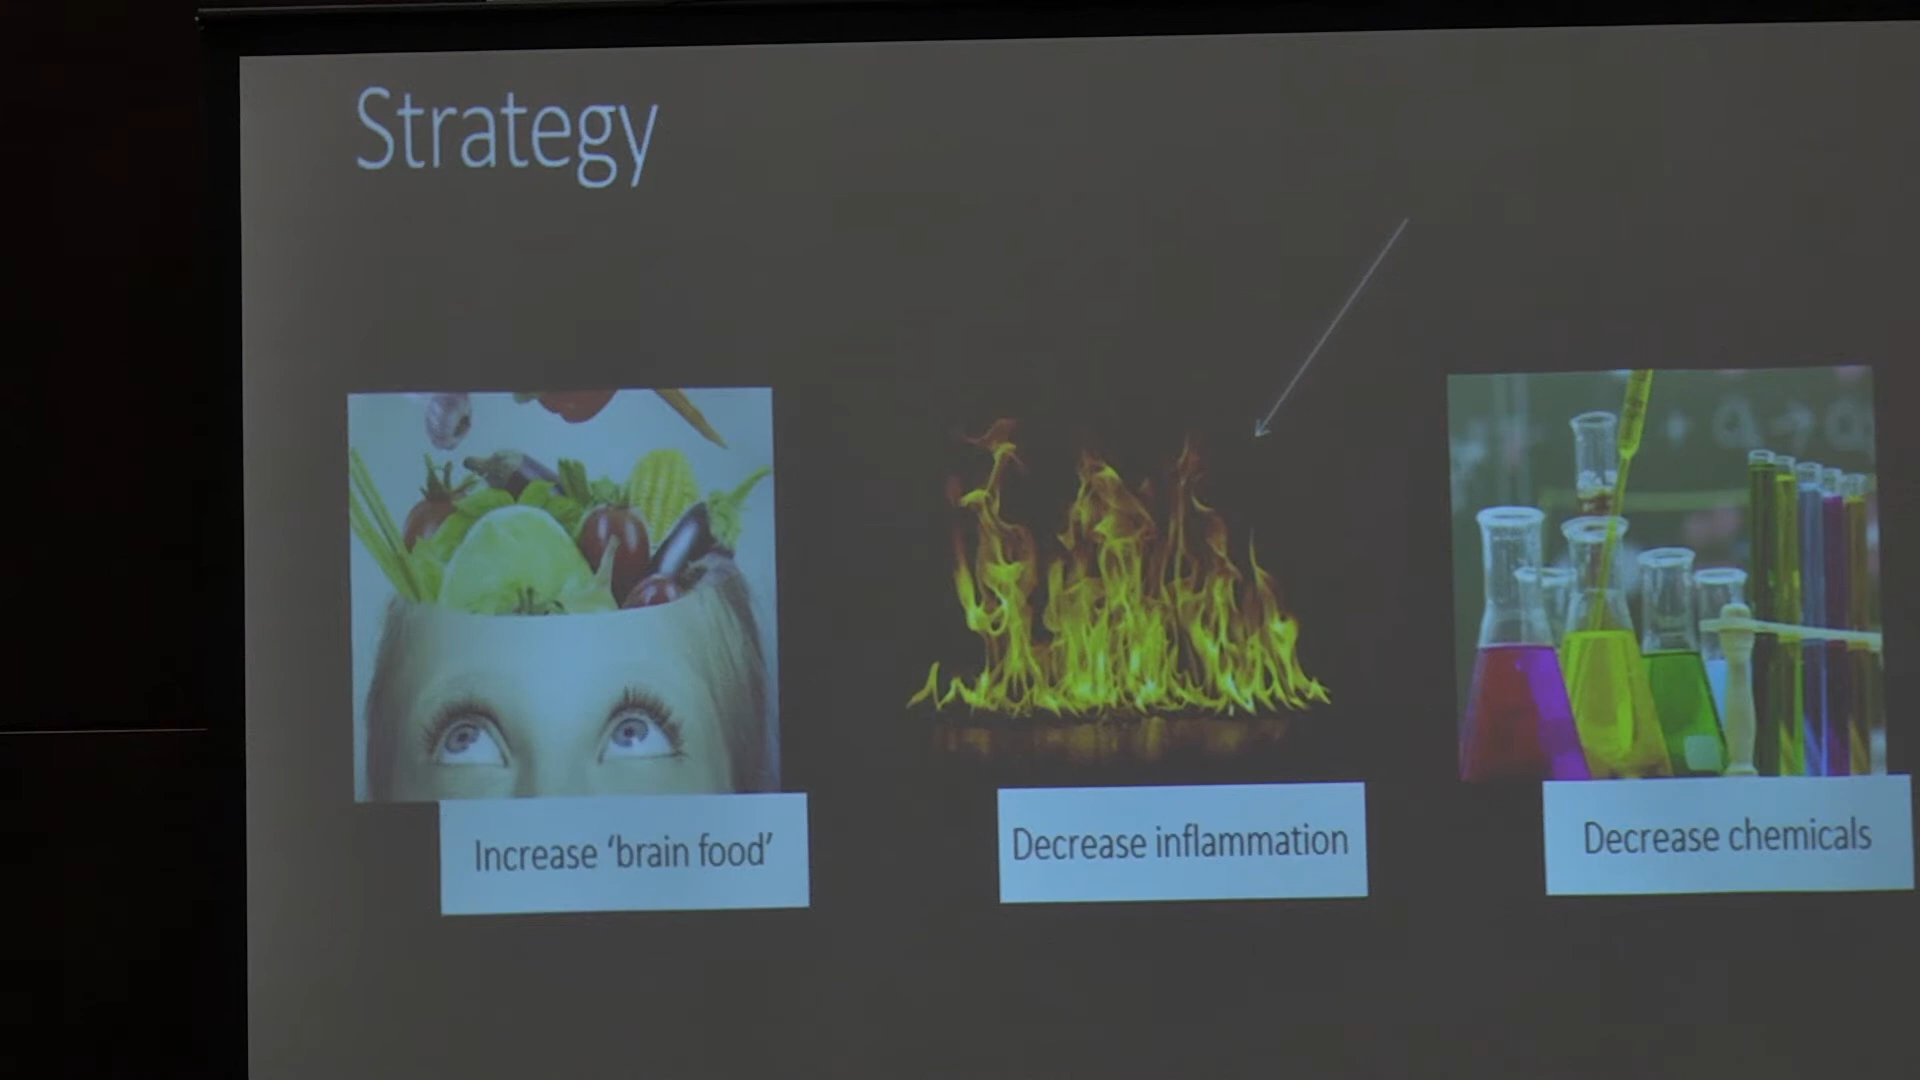 Strategy
Increase ‘brain food’
Decrease inflammation
Decrease chemicals